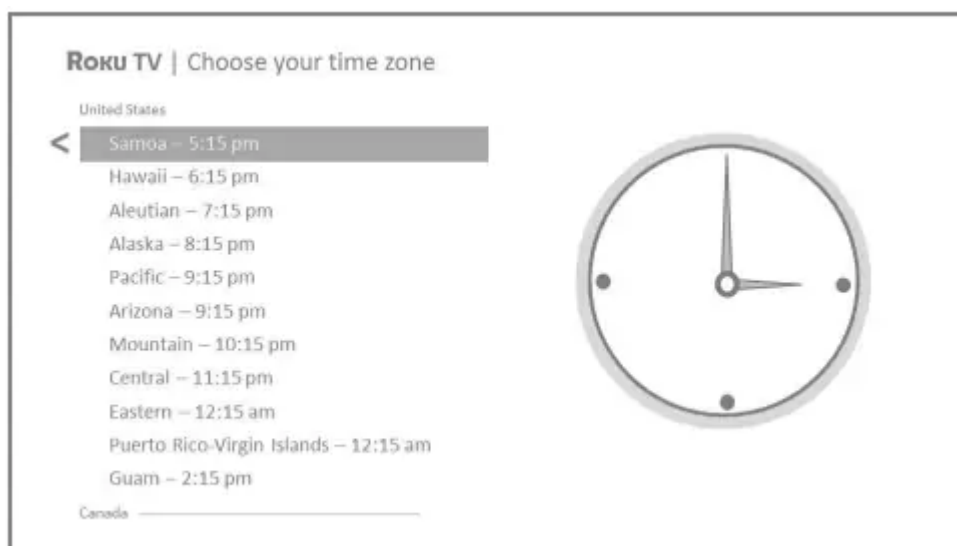 Roku TV | Choose your time zone
United States
<
Samoa – 5:15 pm
Hawaii – 6:15 pm
Aleutian – 7:15 pm
Alaska – 8:15 pm
Pacific – 9:15 pm
Arizona – 9:15 pm
Mountain – 10:15 pm
Central – 11:15 pm
Eastern – 12:15 am
Puerto Rico-Virgin Islands – 12:15 am
Guam – 2:15 pm
Canada